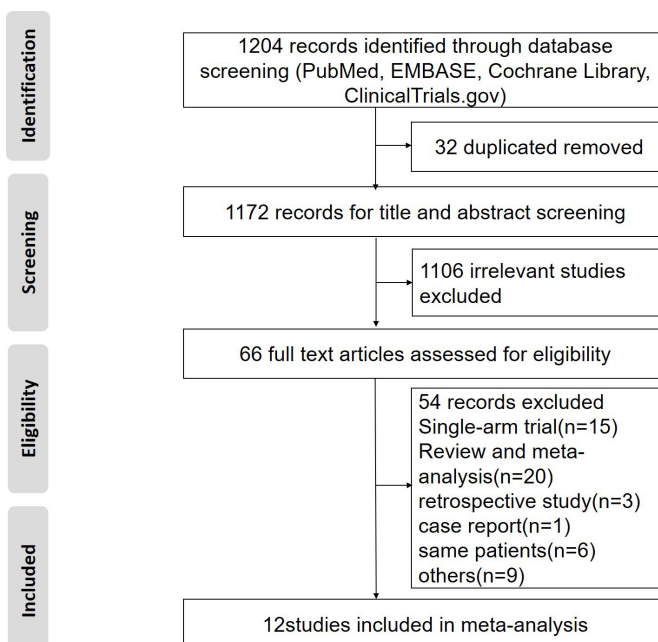 Identification
1204 records identified through database
screening (PubMed, EMBASE, Cochrane Library,
ClinicalTrials.gov)
32 duplicated removed
Screening
1172 records for title and abstract screening
1106 irrelevant studies
excluded
Eligibility
66 full text articles assessed for eligibility
54 records excluded
Single-arm trial(n=15)
Review and meta-
analysis(n=20)
retrospective study(n=3)
case report(n=1)
same patients(n=6)
others(n=9)
Included
12studies included in meta-analysis